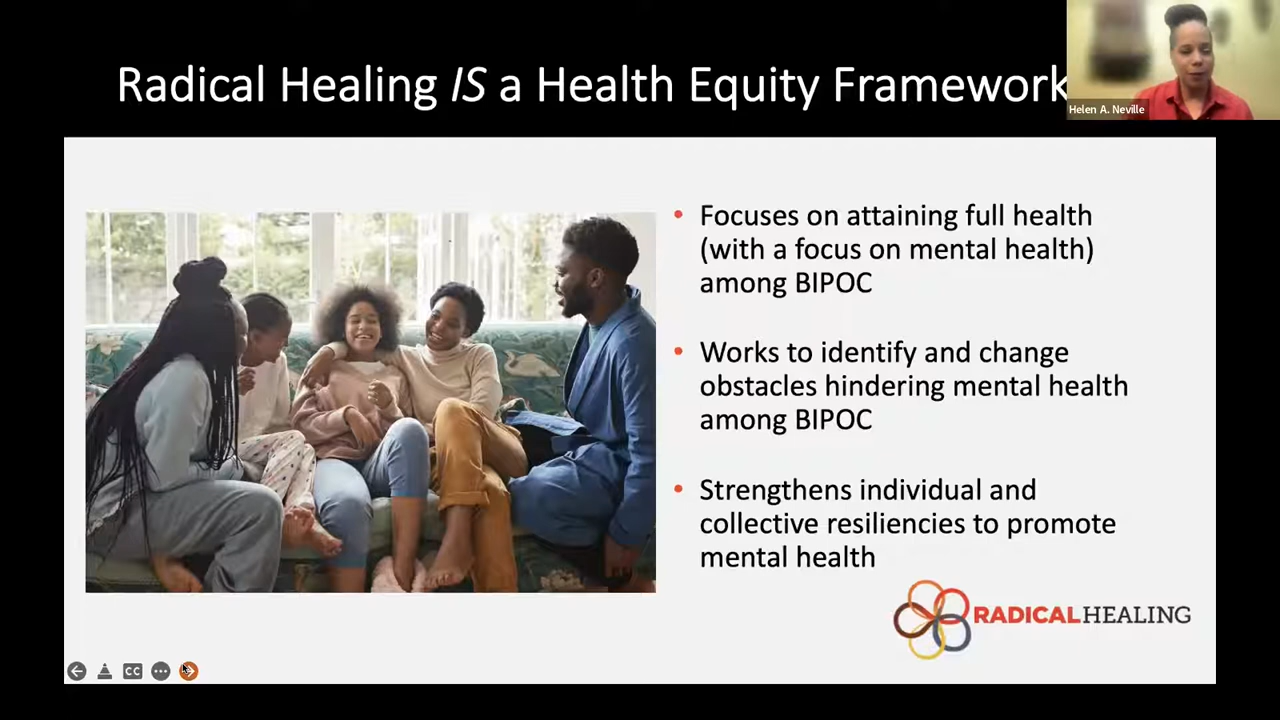 Radical Healing IS a Health Equity Framework
Helen A. Neville
Focuses on attaining full health
(with a focus on mental health)
among BIPOC
Works to identify and change
obstacles hindering mental health
among BIPOC
Strengthens individual and
collective resiliencies to promote
mental health
RADICALHEALING
CC